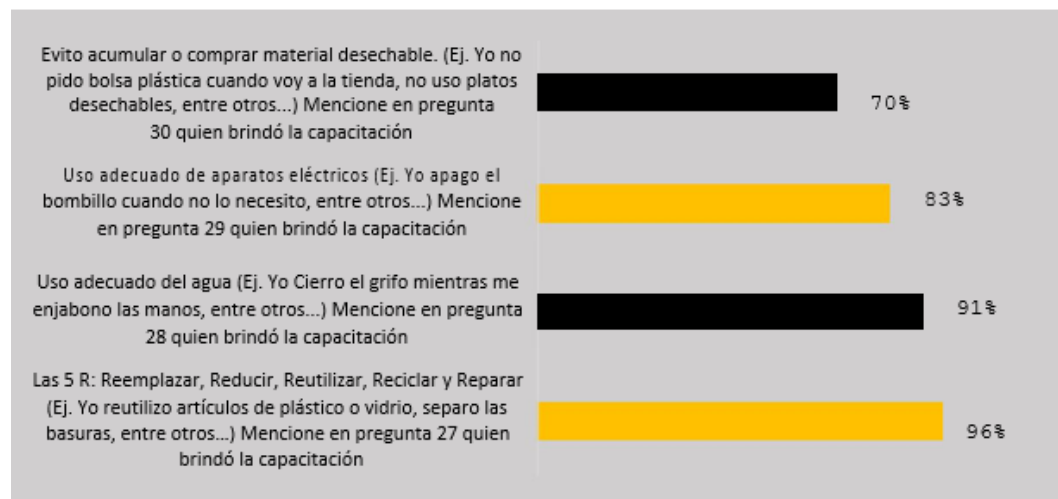 Evito acumular o comprar material desechable. (Ej. Yo no
pido bolsa plástica cuando voy a la tienda, no uso platos
desechables, entre otros...) Mencione en pregunta
30 quien brindó la capacitación
70%
Uso adecuado de aparatos eléctricos (Ej. Yo apago el
bombillo cuando no lo necesito, entre otros...) Mencione
en pregunta 29 quien brindó la capacitación
83%
Uso adecuado del agua (Ej. Yo Cierro el grifo mientras me
enjabono las manos, entre otros...) Mencione en pregunta
28 quien brindó la capacitación
91%
Las 5 R: Reemplazar, Reducir, Reutilizar, Reciclar y Reparar
(Ej. Yo reutilizo artículos de plástico o vidrio, separo las
basuras, entre otros...) Mencione en pregunta 27 quien
brindó la capacitación
96%